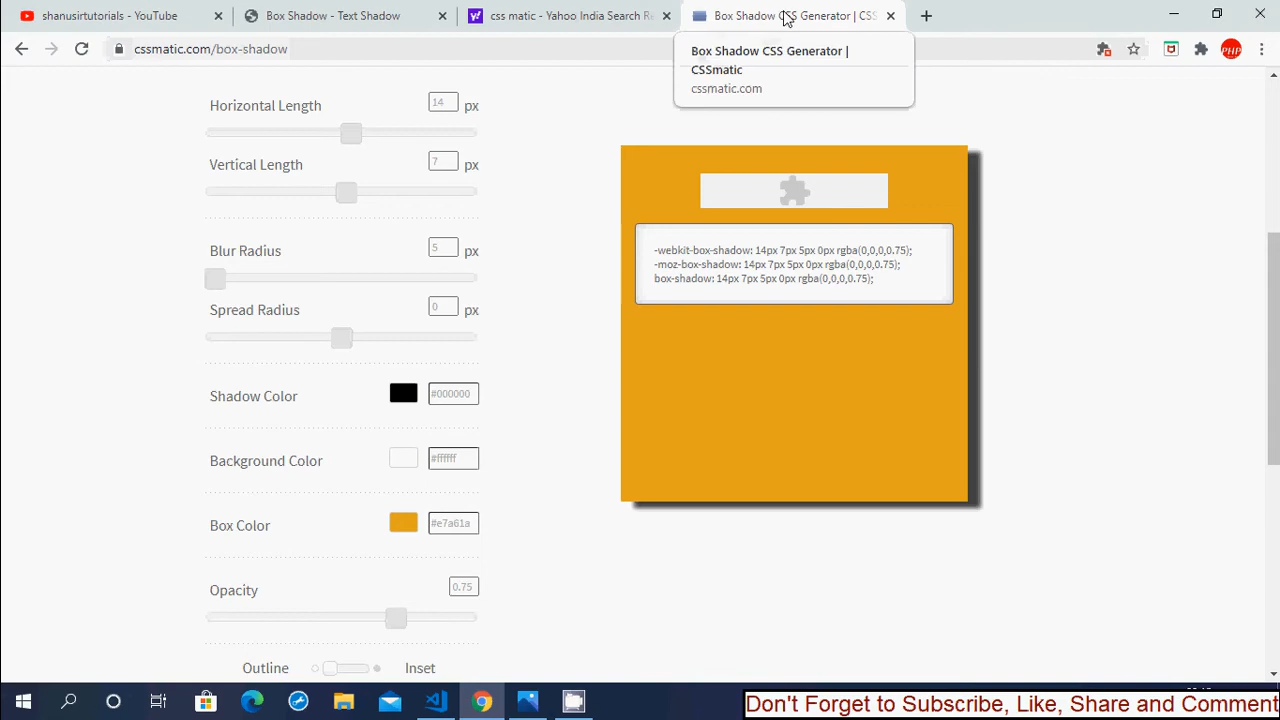 shanusirtutorials - YouTube
Box Shadow - Text Shadow
css matic - Yahoo India Search Re
Box Shadow CSS Generator | CSS
cssmatic.com/box-shadow
PHP
Box Shadow CSS Generator |
CSSmatic
cssmatic.com
Horizontal Length 14 px
Vertical Length 7 px
Blur Radius 5 px
Spread Radius 0 px
Shadow Color #000000
Background Color #ffffff
Box Color #e7a61a
Opacity 0.75
Outline Inset
-webkit-box-shadow: 14px 7px 5px 0px rgba(0,0,0,0.75);
-moz-box-shadow: 14px 7px 5px 0px rgba(0,0,0,0.75);
box-shadow: 14px 7px 5px 0px rgba(0,0,0,0.75);
Don't Forget to Subscribe, Like, Share and Comment